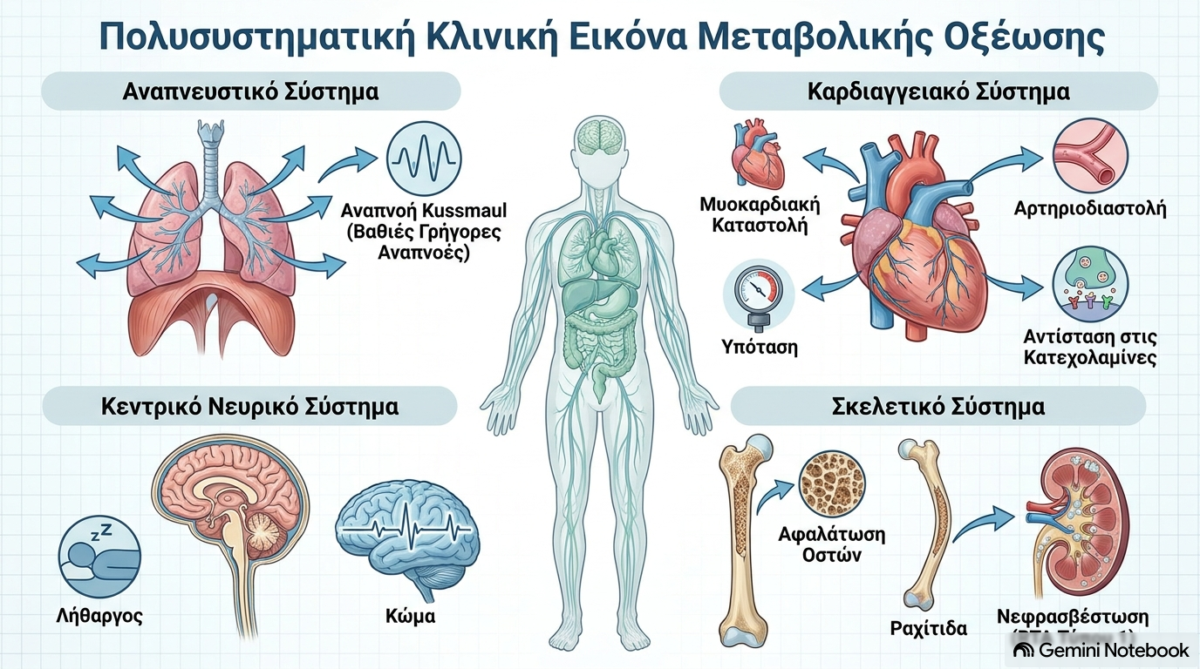 Πολυσυστηματική Κλινική Εικόνα Μεταβολικής Οξέωσης
Αναπνευστικό Σύστημα
Αναπνοή Kussmaul
(Βαθιές Γρήγορες
Αναπνοές)
Καρδιαγγειακό Σύστημα
Μυοκαρδιακή
Καταστολή
Αρτηριοδιαστολή
Υπόταση
Αντίσταση στις
Κατεχολαμίνες
Κεντρικό Νευρικό Σύστημα
zZ
Λήθαργος
Κώμα
Σκελετικό Σύστημα
Αφαλάτωση
Οστών
Ραχίτιδα
Νεφρασβέστωση
Gemini Notebook